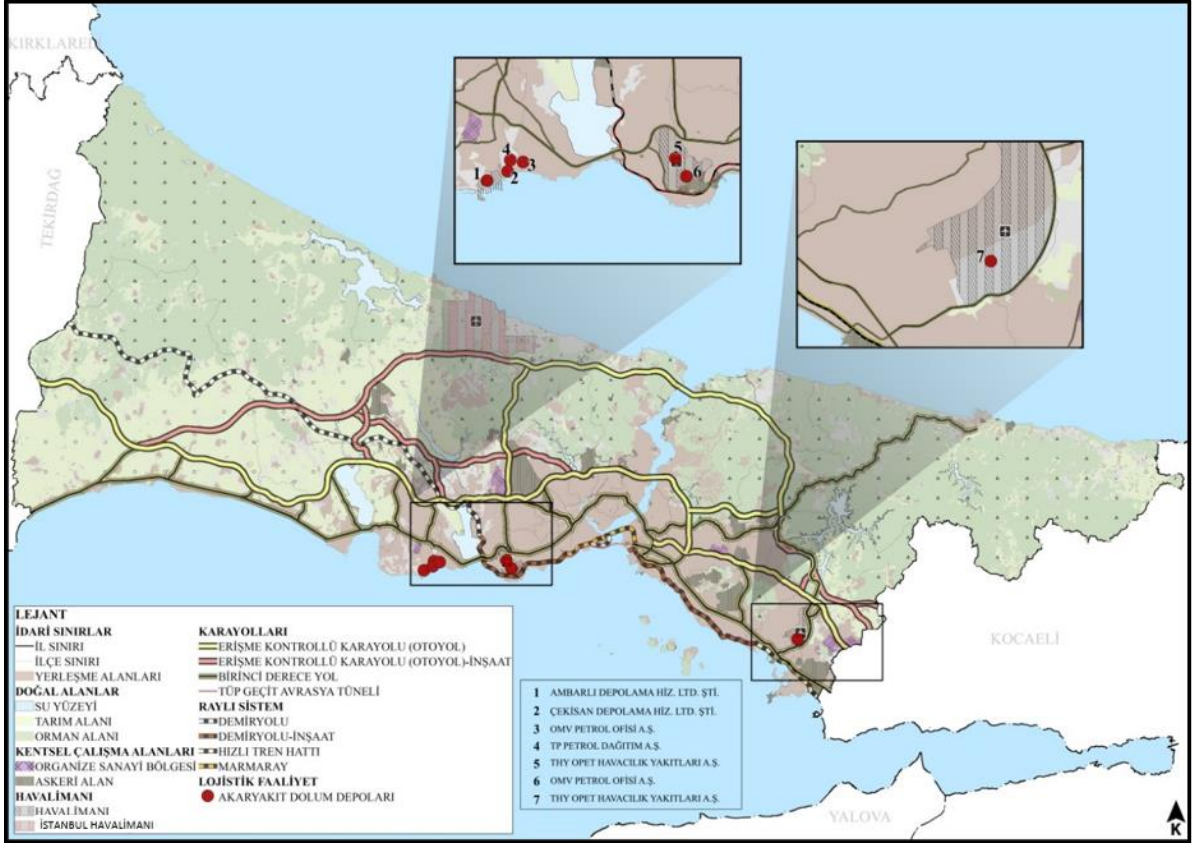 KIRKLARELİ
TEKİRDAĞ
4
1
2
3
5
6
7
KOCAELİ
YALOVA
K
LEJANT
İDARİ SINIRLAR
İL SINIRI
İLÇE SINIRI
YERLEŞME ALANLARI
DOĞAL ALANLAR
SU YÜZEYİ
TARIM ALANI
ORMAN ALANI
KENTSEL ÇALIŞMA ALANLARI
ORGANİZE SANAYİ BÖLGESİ
ASKERİ ALAN
HAVALİMANI
HAVALİMANI
İSTANBUL HAVALİMANI
KARAYOLLARI
ERİŞME KONTROLLÜ KARAYOLU (OTOYOL)
ERİŞME KONTROLLÜ KARAYOLU (OTOYOL)-İNŞAAT
BİRİNCİ DERECE YOL
TÜP GEÇİT AVRASYA TÜNELİ
RAYLI SİSTEM
DEMİRYOLU
DEMİRYOLU-İNŞAAT
HIZLI TREN HATTI
MARMARAY
LOJİSTİK FAALİYET
AKARYAKIT DOLUM DEPOLARI
1 AMBARLI DEPOLAMA HİZ. LTD. ŞTİ.
2 ÇEKİSAN DEPOLAMA HİZ. LTD. ŞTİ.
3 OMV PETROL OFİSİ A.Ş.
4 TP PETROL DAĞITIM A.Ş.
5 THY OPET HAVACILIK YAKITLARI A.Ş.
6 OMV PETROL OFİSİ A.Ş.
7 THY OPET HAVACILIK YAKITLARI A.Ş.